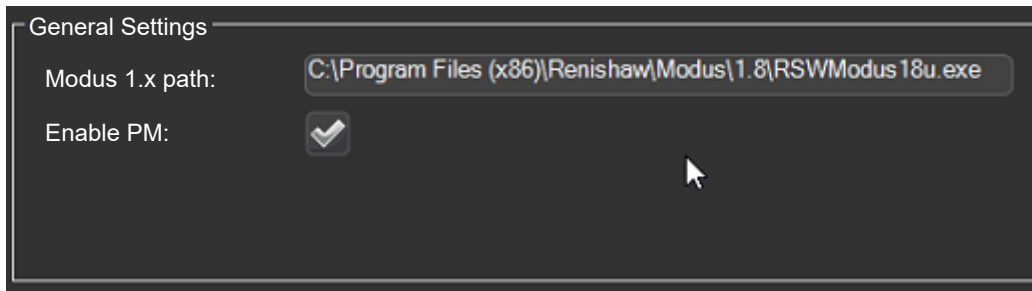 General Settings
Modus 1.x path: C:\Program Files (x86)\Renishaw\Modus\1.8\RSWModus18u.exe
Enable PM: